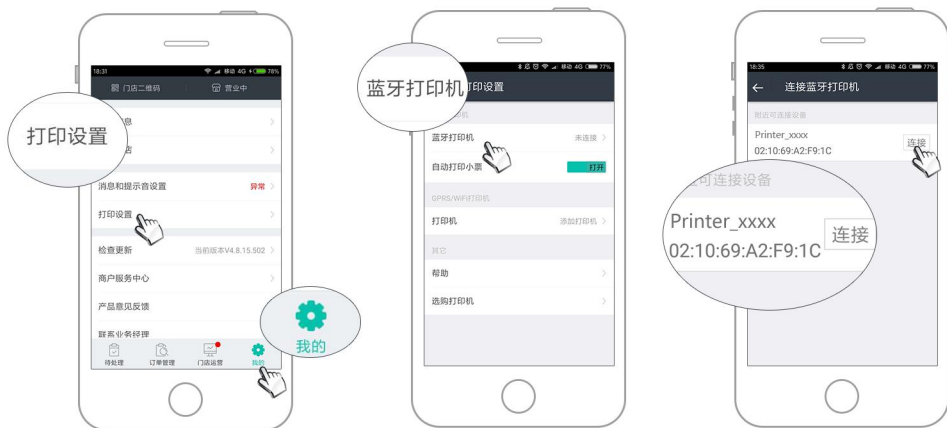 18:31
移动 4G 78%
门店二维码
营业中
息
店
打印设置
消息和提示音设置 异常
打印设置
检查更新 当前版本V4.8.15.502
商户服务中心
产品意见反馈
联系业务经理
待处理 订单管理 门店运营 我的
我的
移动 4G 77%
蓝牙打印机
印设置
蓝牙打印机 未连接
自动打印小票 打开
GPRS/WiFi打印机
打印机 添加打印机
其它
帮助
选购打印机
18:35 移动 4G 77%
连接蓝牙打印机
附近可连接设备
Printer_xxxx
02:10:69:A2:F9:1C 连接
可连接设备
Printer_xxxx
02:10:69:A2:F9:1C 连接